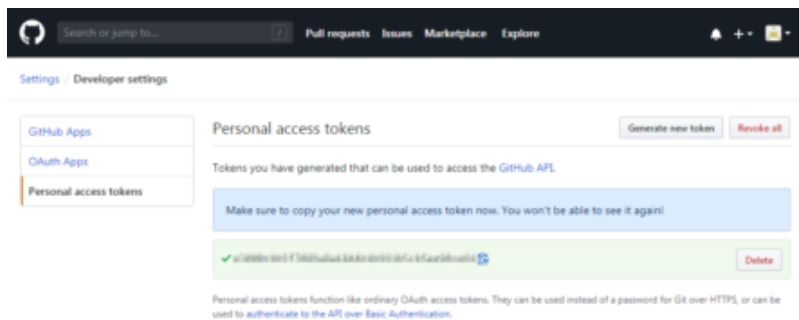 Search or jump to...
/
Pull requests Issues Marketplace Explore
Settings / Developer settings
GitHub Apps
OAuth Apps
Personal access tokens
Personal access tokens
Generate new token
Revoke all
Tokens you have generated that can be used to access the GitHub API.
Make sure to copy your new personal access token now. You won't be able to see it again!
Delete
Personal access tokens function like ordinary OAuth access tokens. They can be used instead of a password for Git over HTTPS, or can be
used to authenticate to the API over Basic Authentication.